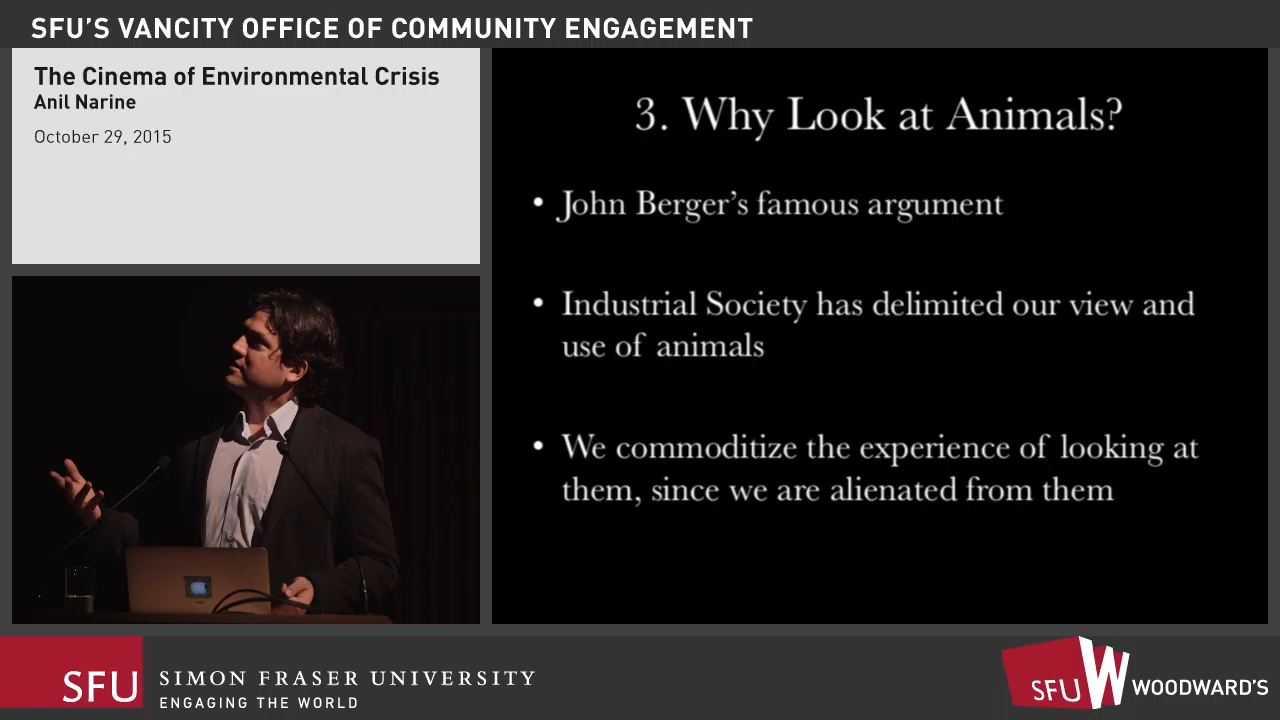 SFU'S VANCITY OFFICE OF COMMUNITY ENGAGEMENT
The Cinema of Environmental Crisis
Anil Narine
October 29, 2015
3. Why Look at Animals?
• John Berger's famous argument
• Industrial Society has delimited our view and
use of animals
• We commoditize the experience of looking at
them, since we are alienated from them
SFU SIMON FRASER UNIVERSITY
ENGAGING THE WORLD
SFU W WOODWARD'S